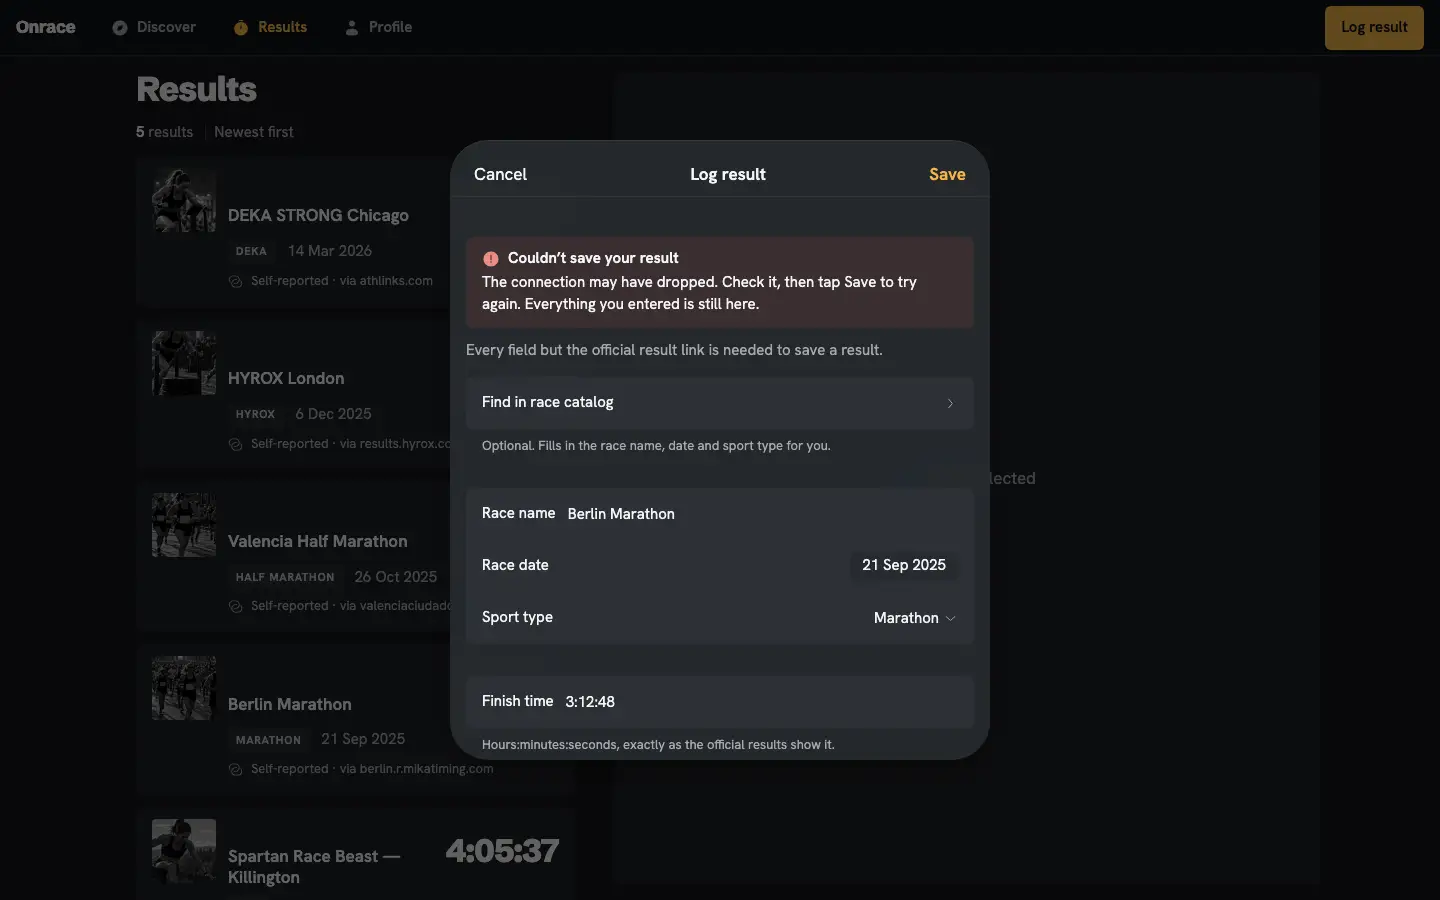 Onrace
Discover
Results
Profile
Log result
Results
5 results
Newest first
DEKA STRONG Chicago
DEKA
14 Mar 2026
Self-reported · via athlinks.com
HYROX London
HYROX
6 Dec 2025
Self-reported · via results.hyrox.co
Valencia Half Marathon
HALF MARATHON
26 Oct 2025
Self-reported · via valenciaciudad
Berlin Marathon
MARATHON
21 Sep 2025
Self-reported · via berlin.r.mikatiming.com
Spartan Race Beast —
Killington
4:05:37
Cancel
Log result
Save
Couldn’t save your result
The connection may have dropped. Check it, then tap Save to try
again. Everything you entered is still here.
Every field but the official result link is needed to save a result.
Find in race catalog
Optional. Fills in the race name, date and sport type for you.
Race name
Berlin Marathon
Race date
21 Sep 2025
Sport type
Marathon
Finish time
3:12:48
Hours:minutes:seconds, exactly as the official results show it.
lected